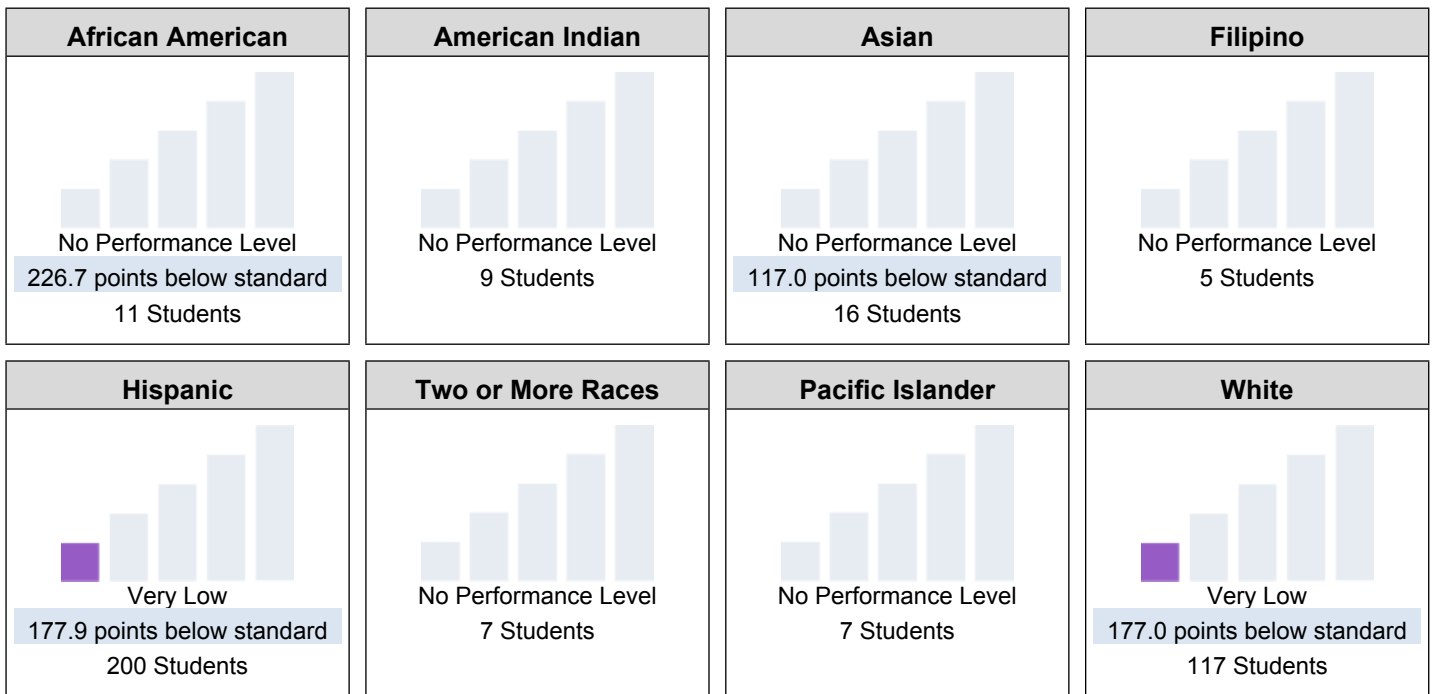 African American
No Performance Level
226.7 points below standard
11 Students
American Indian
No Performance Level
9 Students
Asian
No Performance Level
117.0 points below standard
16 Students
Filipino
No Performance Level
5 Students
Hispanic
Very Low
177.9 points below standard
200 Students
Two or More Races
No Performance Level
7 Students
Pacific Islander
No Performance Level
7 Students
White
Very Low
177.0 points below standard
117 Students